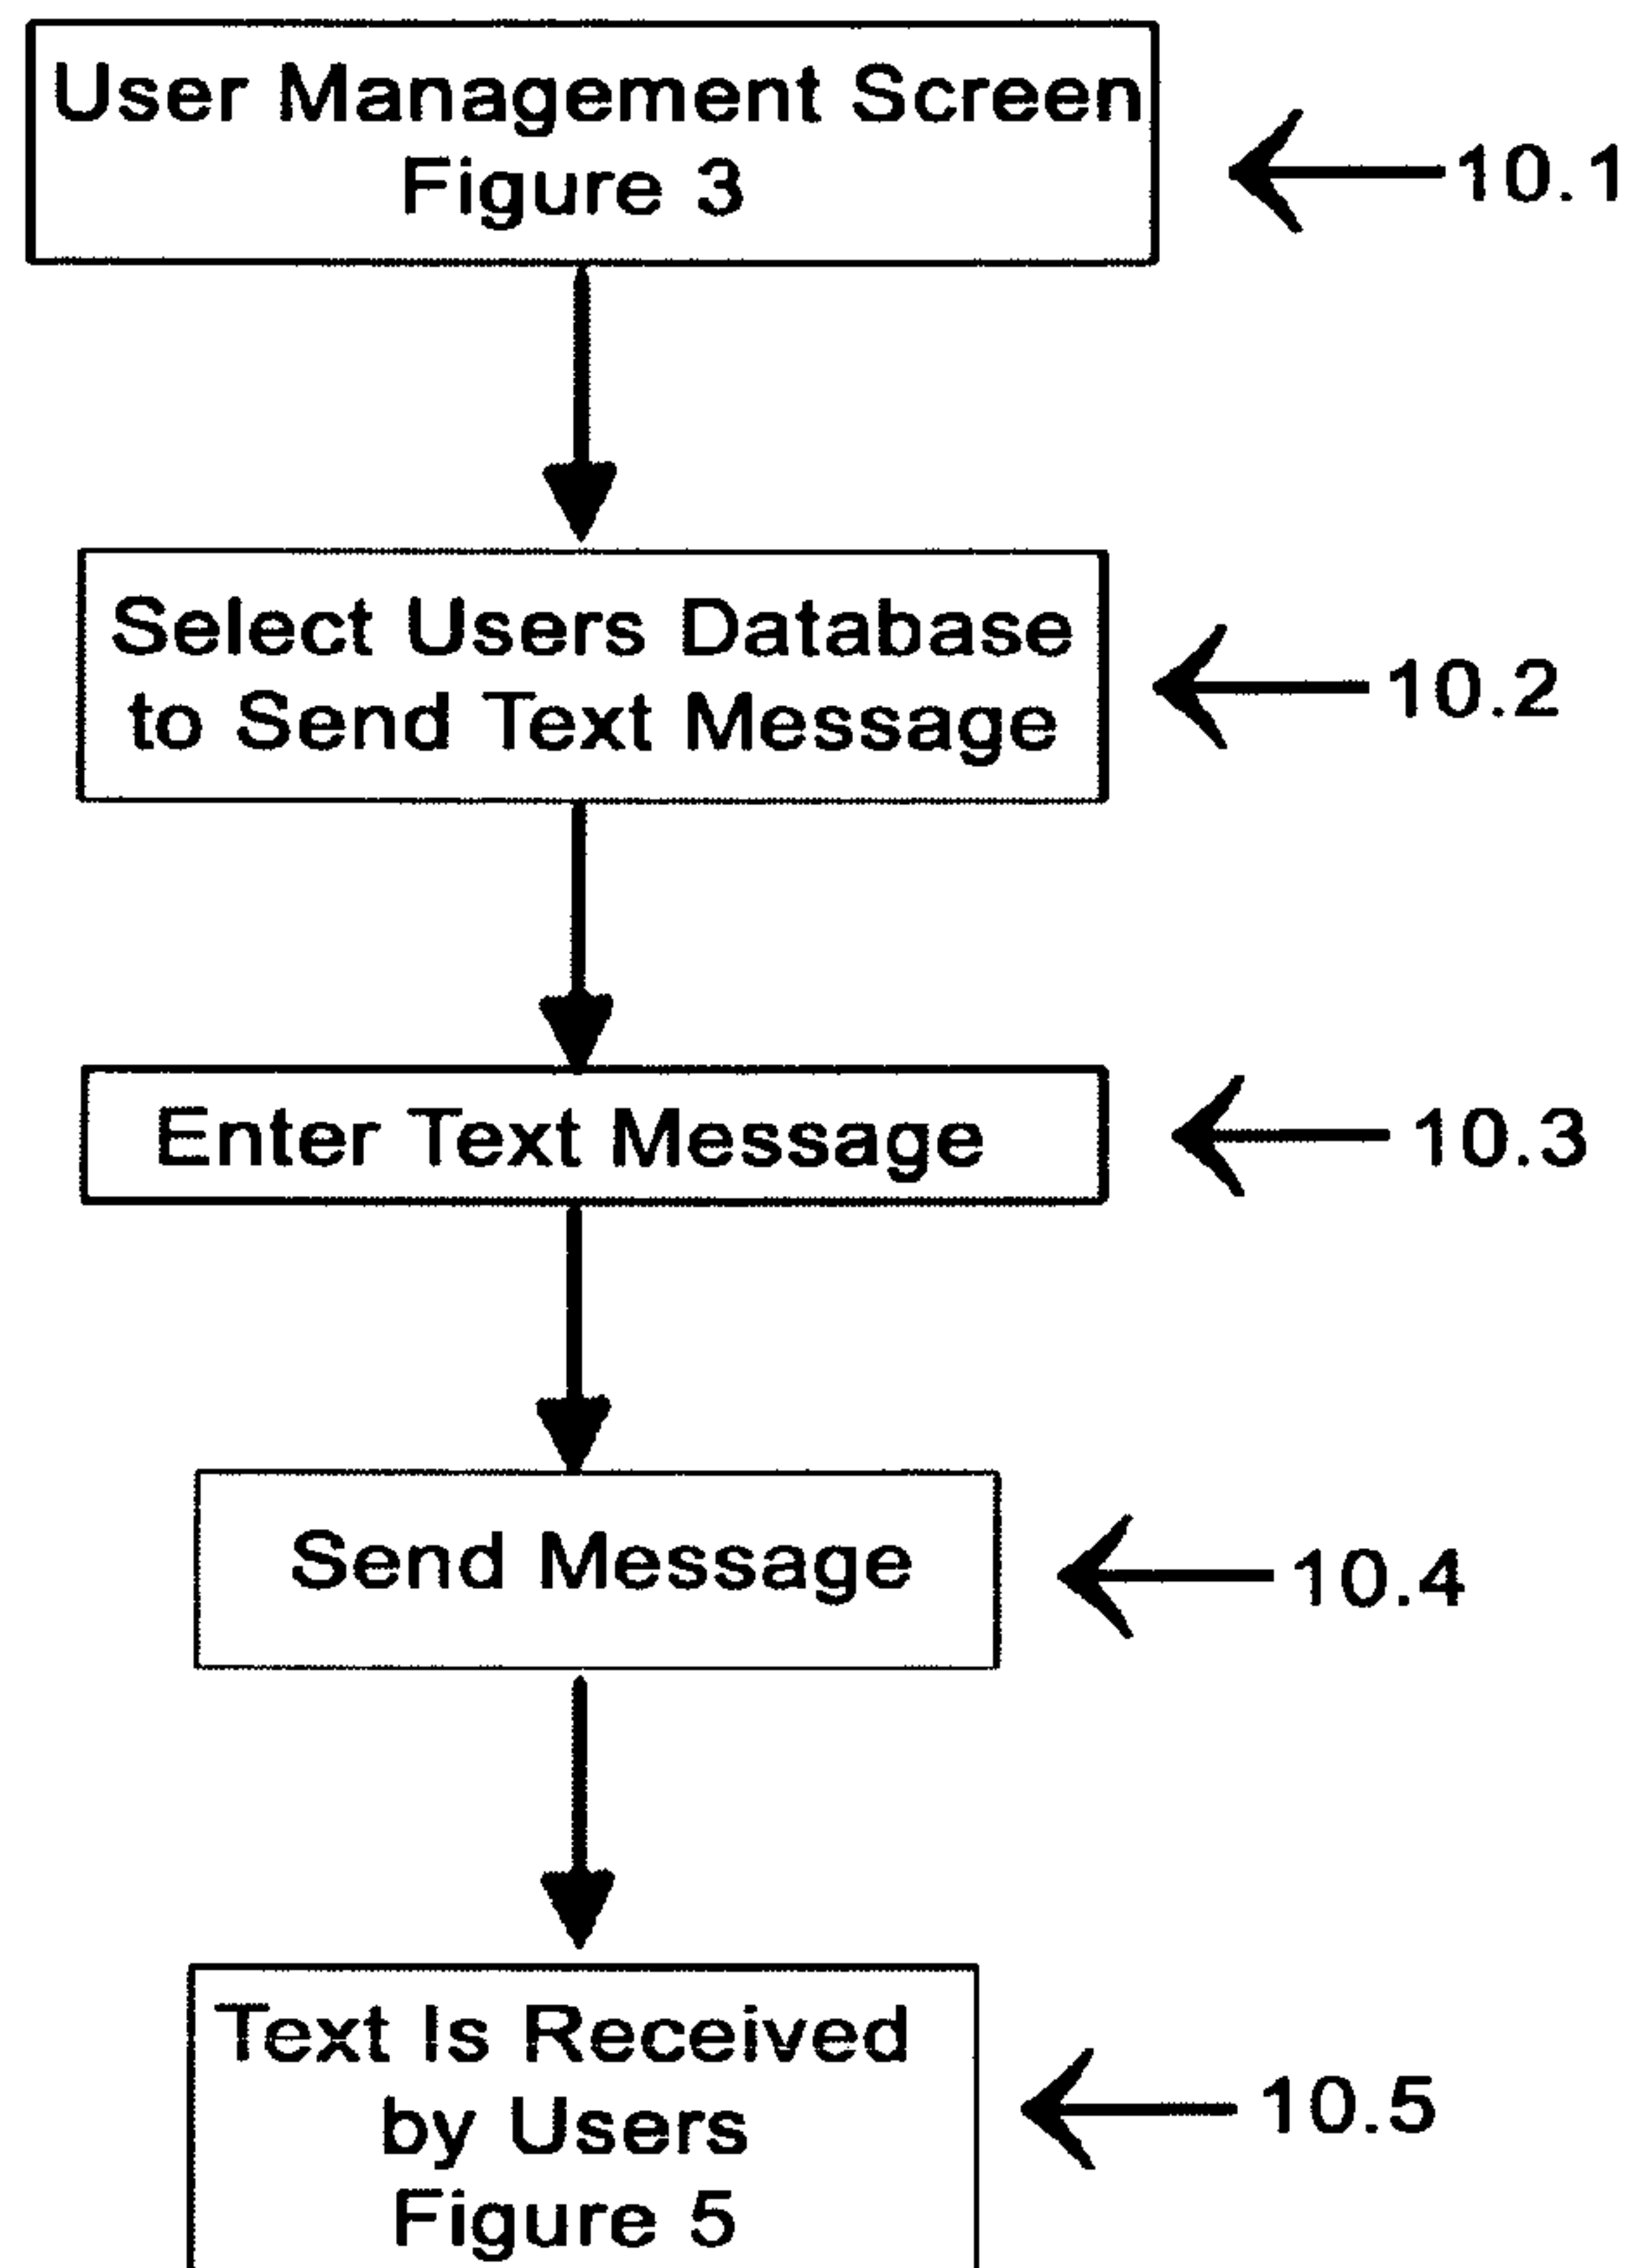 User Management Screen
Figure 3
10.1
Select Users Database
to Send Text Message
10.2
Enter Text Message
10.3
Send Message
10.4
Text Is Received
by Users
Figure 5
10.5